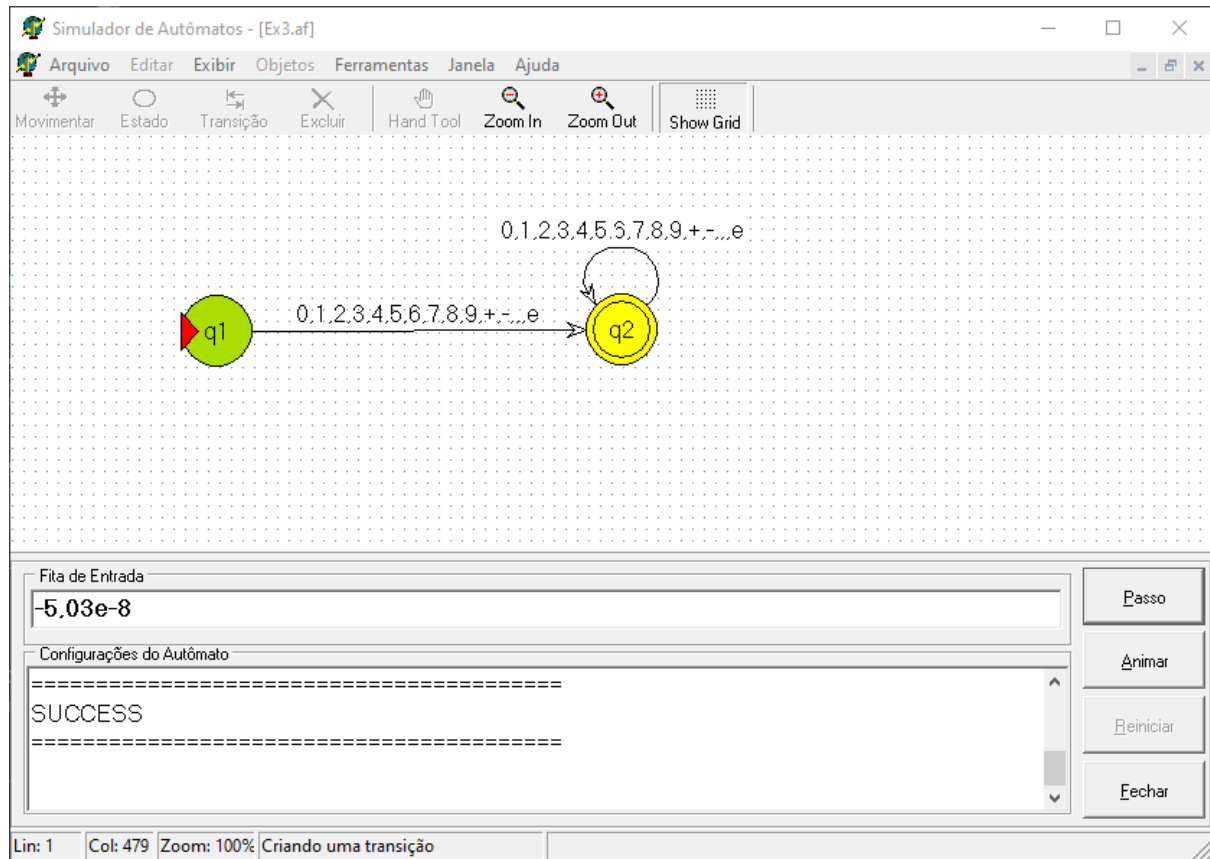 Simulador de Autômatos - [Ex3.af]
Arquivo Editar Exibir Objetos Ferramentas Janela Ajuda
Movimentar Estado Transição Excluir Hand Tool Zoom In Zoom Out Show Grid
0,1,2,3,4,5.6,7,8,9,+,-,,,e
0,1,2,3,4,5,6,7,8,9,+,-,,,e
q1
q2
Fita de Entrada
-5,03e-8
Passo
Configurações do Autômato
Animar
=========================================
SUCCESS
=========================================
Reiniciar
Fechar
Lin: 1 Col: 479 Zoom: 100% Criando uma transição